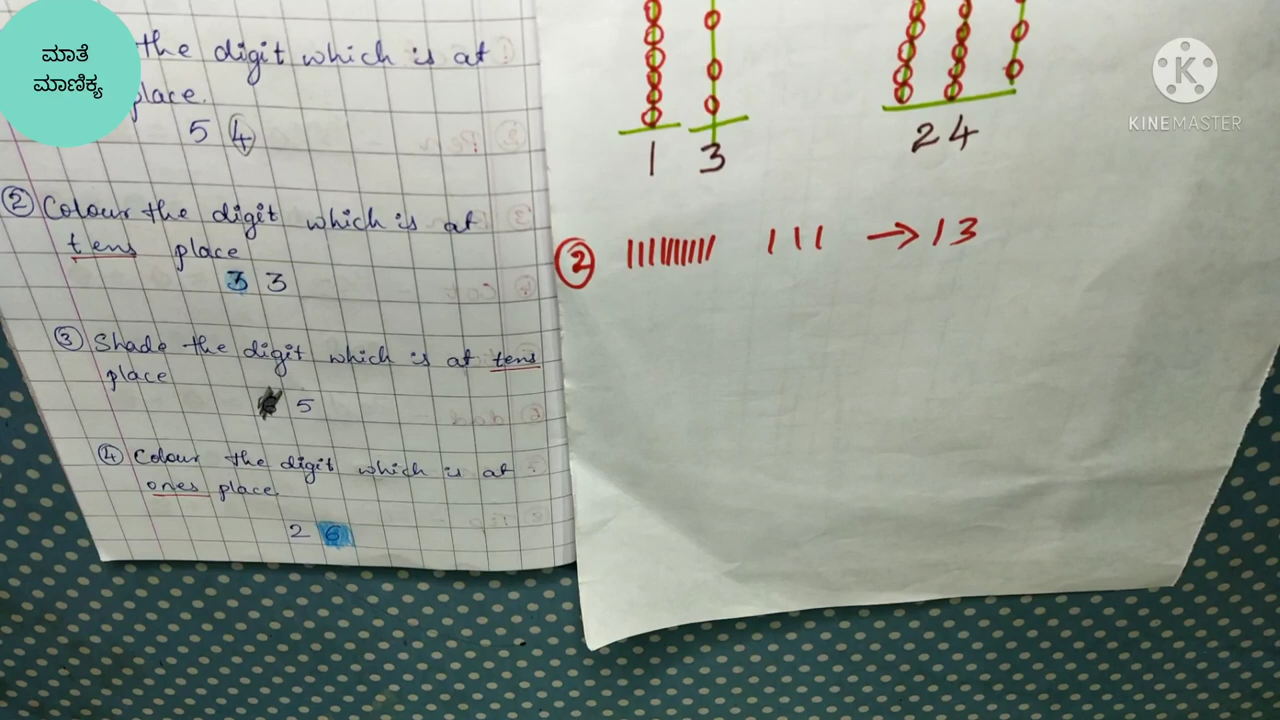 ಮಾತೆ
ಮಾಣಿಕ್ಯ
the digit which is at
place.
5 4
② Colour the digit which is at
tens place
3 3
③ Shade the digit which is at tens
place
5
④ Colour the digit which is at
ones place.
2 6
1 3
24
② |||||||||| ||| → 13
KINEMASTER